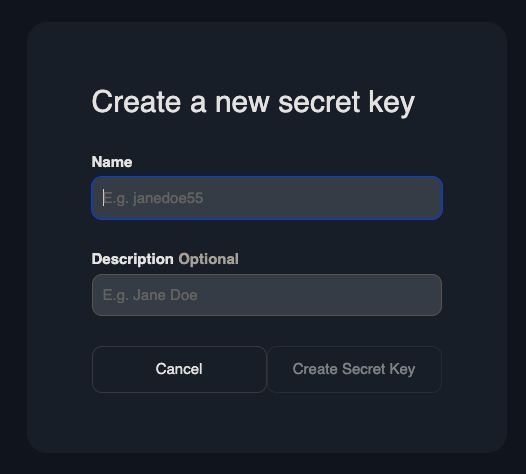 Create a new secret key
Name
E.g. janedoe55
Description Optional
E.g. Jane Doe
Cancel
Create Secret Key